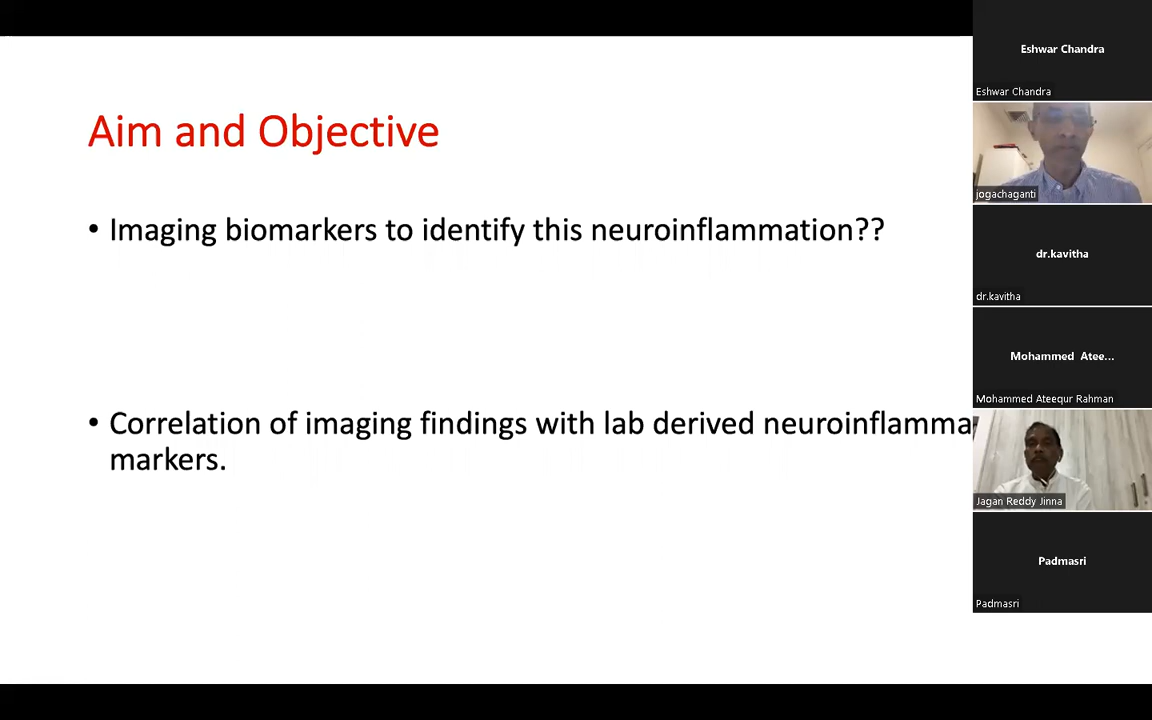 Aim and Objective
• Imaging biomarkers to identify this neuroinflammation??
• Correlation of imaging findings with lab derived neuroinflamma
markers.
Eshwar Chandra
Eshwar Chandra
jogachaganti
dr.kavitha
dr.kavitha
Mohammed Atee...
Mohammed Ateequr Rahman
Jagan Reddy Jinna
Padmasri
Padmasri